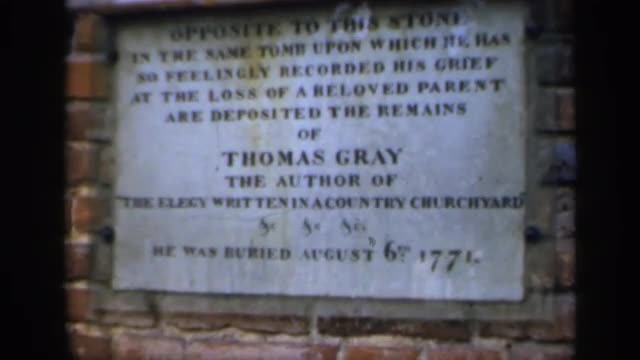 OPPOSITE TO THIS STONE
IN THE SAME TOMB UPON WHICH HE HAS
SO FEELINGLY RECORDED HIS GRIEF
AT THE LOSS OF A BELOVED PARENT
ARE DEPOSITED THE REMAINS
OF
THOMAS GRAY
THE AUTHOR OF
"THE ELEGY WRITTEN IN A COUNTRY CHURCHYARD"
&c &c &c.
HE WAS BURIED AUGUST 6TH. 1771.